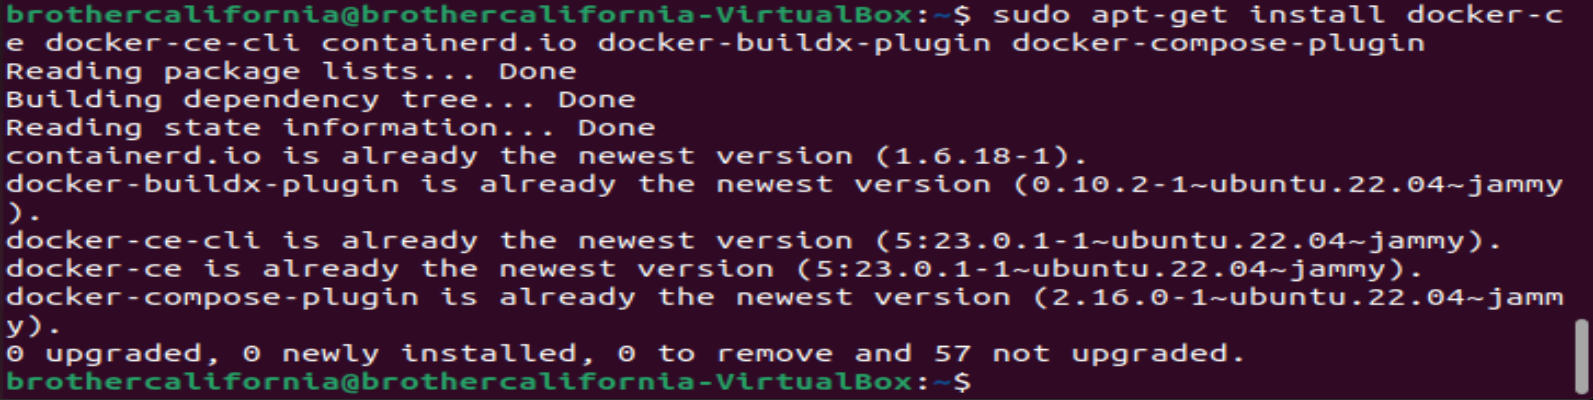 brothercalifornia@brothercalifornia-VirtualBox:~$ sudo apt-get install docker-c
e docker-ce-cli containerd.io docker-buildx-plugin docker-compose-plugin
Reading package lists... Done
Building dependency tree... Done
Reading state information... Done
containerd.io is already the newest version (1.6.18-1).
docker-buildx-plugin is already the newest version (0.10.2-1~ubuntu.22.04~jammy
).
docker-ce-cli is already the newest version (5:23.0.1-1~ubuntu.22.04~jammy).
docker-ce is already the newest version (5:23.0.1-1~ubuntu.22.04~jammy).
docker-compose-plugin is already the newest version (2.16.0-1~ubuntu.22.04~jamm
y).
0 upgraded, 0 newly installed, 0 to remove and 57 not upgraded.
brothercalifornia@brothercalifornia-VirtualBox:~$